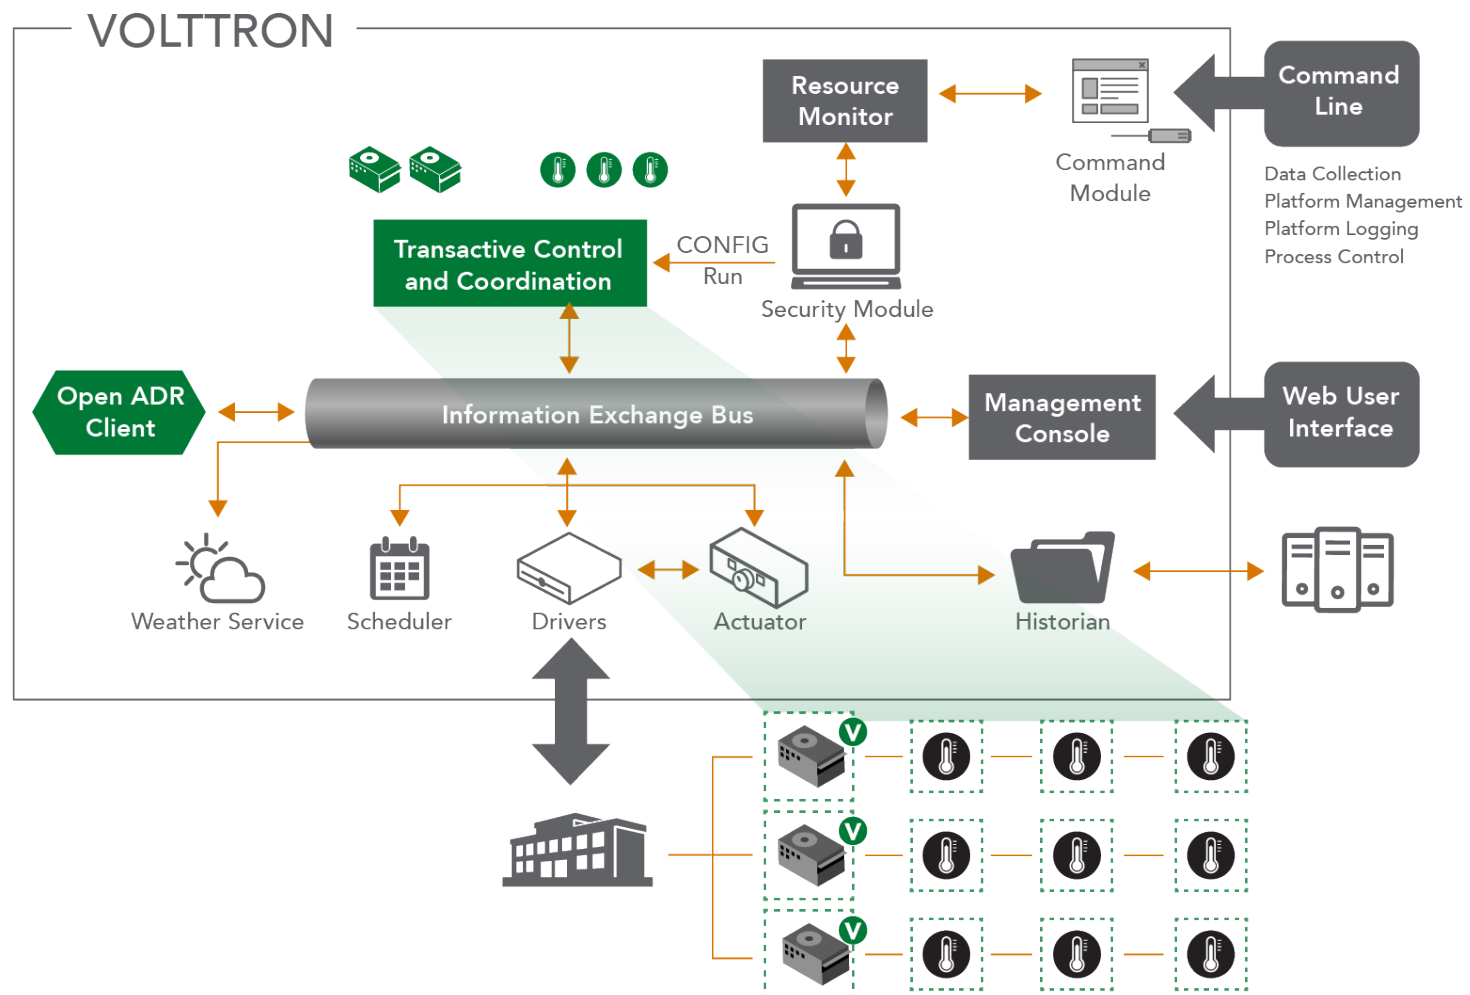 VOLTTRON
Resource
Monitor
Command
Module
Command
Line
Data Collection
Platform Management
Platform Logging
Process Control
Transactive Control
and Coordination
CONFIG
Run
Security Module
Open ADR
Client
Information Exchange Bus
Management
Console
Web User
Interface
Weather Service
Scheduler
Drivers
Actuator
Historian
V
V
V